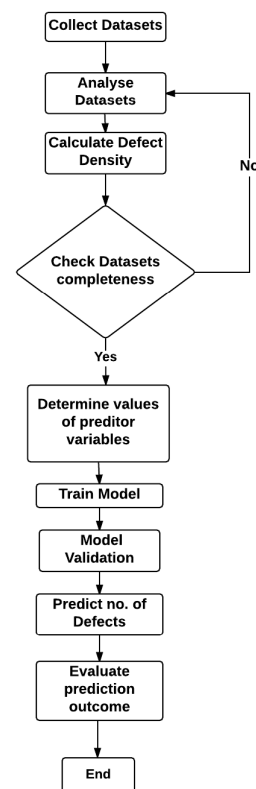 Collect Datasets
Analyse
Datasets
Calculate Defect
Density
No
Check Datasets
completeness
Yes
Determine values
of preditor
variables
Train Model
Model
Validation
Predict no. of
Defects
Evaluate
prediction
outcome
End